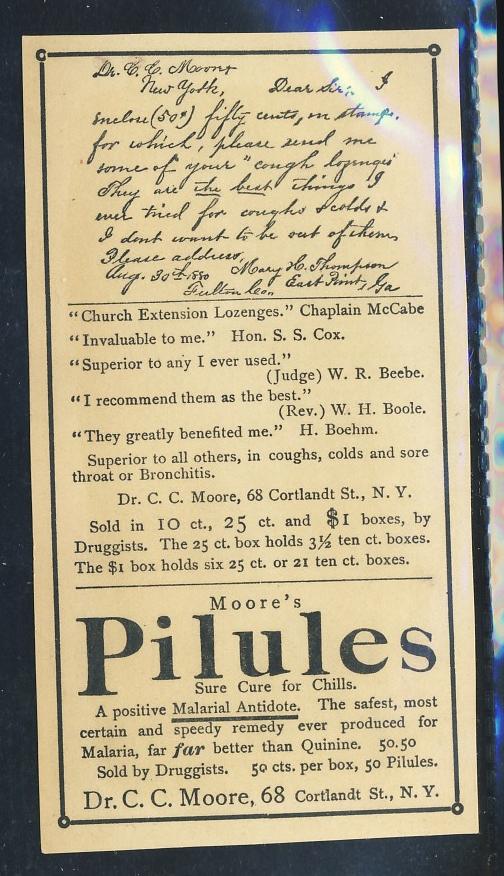 Dr. C. C. Moore
New York,     Dear Sir:   I
enclose (50¢) fifty cents, in stamps.
for which, please send me
some of your "cough lozenges"
They are the best things I
ever tried for coughs & colds &
I dont want to be out of them
Please address,
Aug. 30th 1880   Mary H. Thompson
Fulton Co., East Point, Ga
"Church Extension Lozenges." Chaplain McCabe
"Invaluable to me." Hon. S. S. Cox.
"Superior to any I ever used."
(Judge) W. R. Beebe.
"I recommend them as the best."
(Rev.) W. H. Boole.
"They greatly benefited me." H. Boehm.
Superior to all others, in coughs, colds and sore
throat or Bronchitis.
Dr. C. C. Moore, 68 Cortlandt St., N. Y.
Sold in 10 ct., 25 ct. and $1 boxes, by
Druggists. The 25 ct. box holds 3½ ten ct. boxes.
The $1 box holds six 25 ct. or 21 ten ct. boxes.
Moore's
Pilules
Sure Cure for Chills.
A positive Malarial Antidote. The safest, most
certain and speedy remedy ever produced for
Malaria, far far better than Quinine. 50.50
Sold by Druggists. 50 cts. per box, 50 Pilules.
Dr. C. C. Moore, 68 Cortlandt St., N. Y.